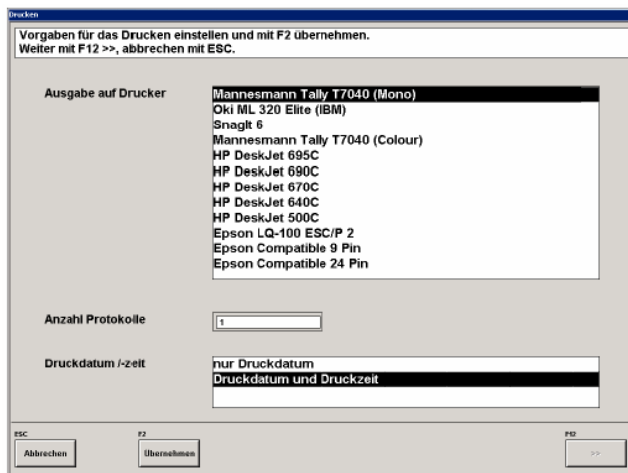 Drucken
Vorgaben für das Drucken einstellen und mit F2 übernehmen.
Weiter mit F12 >>, abbrechen mit ESC.
Ausgabe auf Drucker
Mannesmann Tally T7040 (Mono)
Oki ML 320 Elite (IBM)
SnagIt 6
Mannesmann Tally T7040 (Colour)
HP DeskJet 695C
HP DeskJet 690C
HP DeskJet 670C
HP DeskJet 640C
HP DeskJet 500C
Epson LQ-100 ESC/P 2
Epson Compatible 9 Pin
Epson Compatible 24 Pin
Anzahl Protokolle
1
Druckdatum /-zeit
nur Druckdatum
Druckdatum und Druckzeit
ESC F2 F12
Abbrechen Übernehmen >>